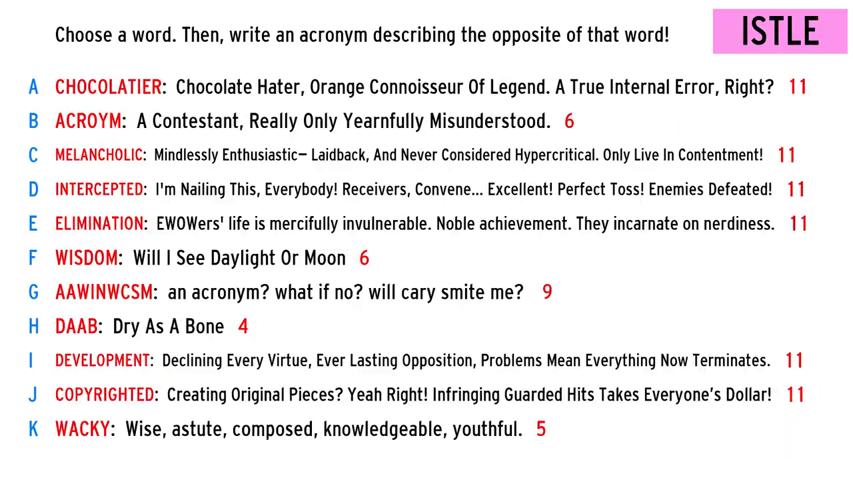 Choose a word. Then, write an acronym describing the opposite of that word!
ISTLE
A CHOCOLATIER: Chocolate Hater, Orange Connoisseur Of Legend. A True Internal Error, Right? 11
B ACROYM: A Contestant, Really Only Yearnfully Misunderstood. 6
C MELANCHOLIC: Mindlessly Enthusiastic— Laidback, And Never Considered Hypercritical. Only Live In Contentment! 11
D INTERCEPTED: I'm Nailing This, Everybody! Receivers, Convene... Excellent! Perfect Toss! Enemies Defeated! 11
E ELIMINATION: EWOWers' life is mercifully invulnerable. Noble achievement. They incarnate on nerdiness. 11
F WISDOM: Will I See Daylight Or Moon 6
G AAWINWCSM: an acronym? what if no? will cary smite me? 9
H DAAB: Dry As A Bone 4
I DEVELOPMENT: Declining Every Virtue, Ever Lasting Opposition, Problems Mean Everything Now Terminates. 11
J COPYRIGHTED: Creating Original Pieces? Yeah Right! Infringing Guarded Hits Takes Everyone's Dollar! 11
K WACKY: Wise, astute, composed, knowledgeable, youthful. 5